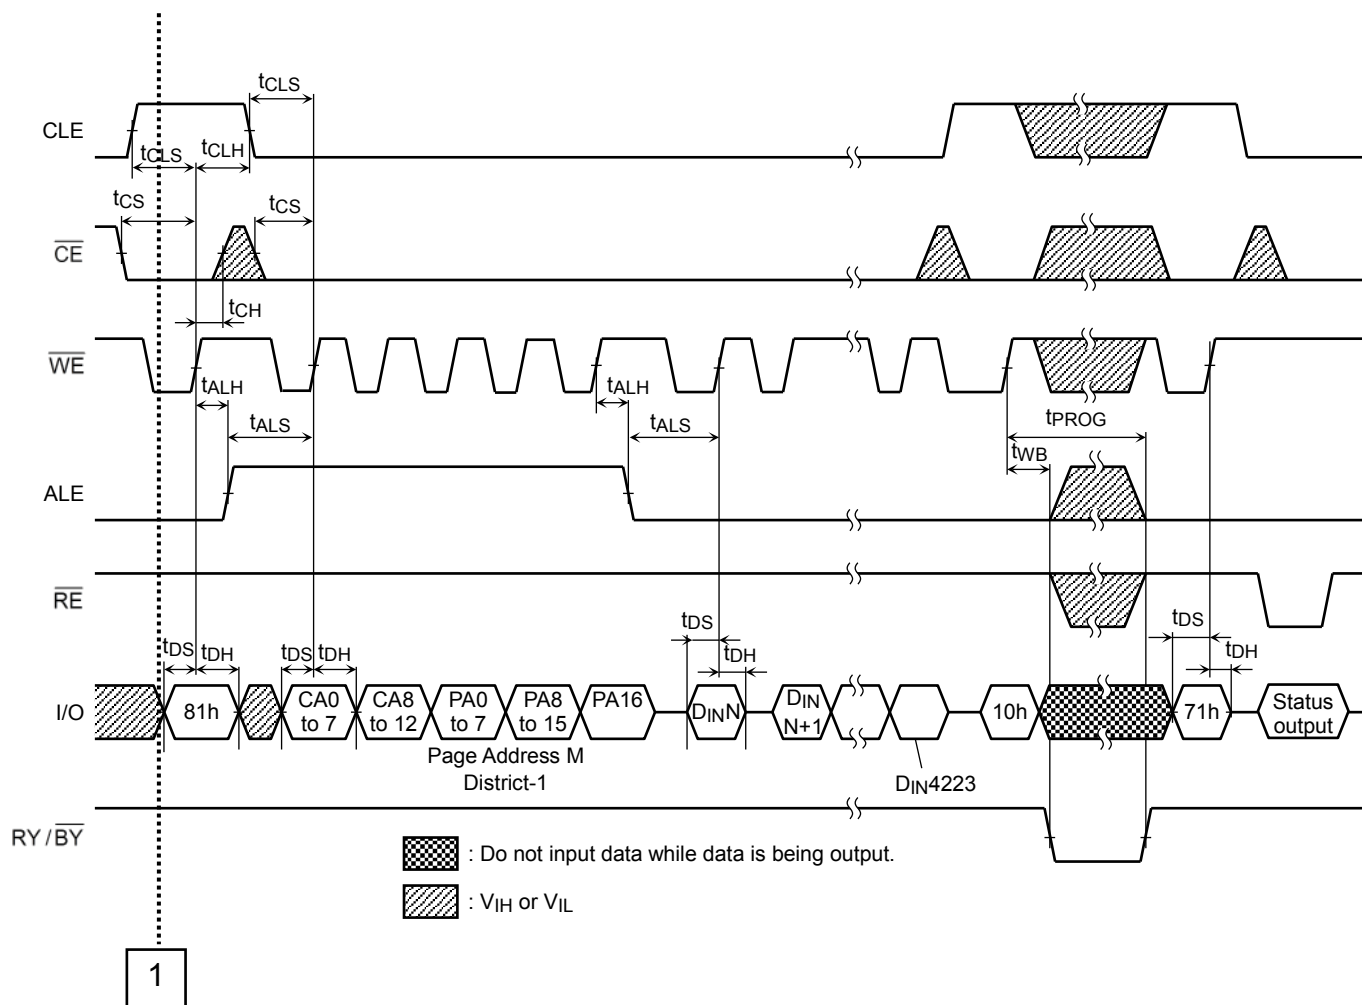 tCLS
CLE
tCLS tCLH
tCS tCS
CE
tCH
WE
tALH tALH
tALS tALS tPROG
tWB
ALE
RE
tDS tDH tDS tDH tDS tDH tDS tDH
I/O 81h CA0 to 7 CA8 to 12 PA0 to 7 PA8 to 15 PA16 DINN DIN N+1 10h 71h Status output
Page Address M
District-1
DIN4223
RY/BY
: Do not input data while data is being output.
: VIH or VIL
1